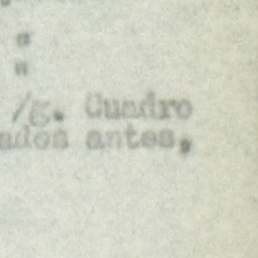 "
"
/g. Cuadro
ados antes,